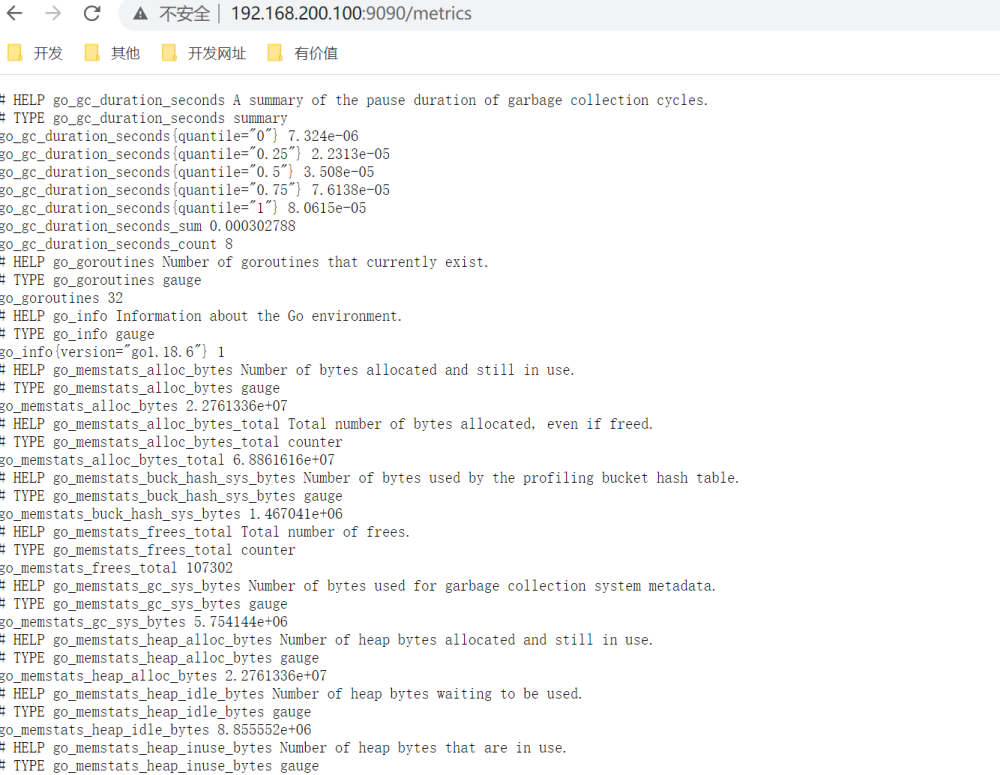 不安全 | 192.168.200.100:9090/metrics
开发 其他 开发网址 有价值
# HELP go_gc_duration_seconds A summary of the pause duration of garbage collection cycles.
# TYPE go_gc_duration_seconds summary
go_gc_duration_seconds{quantile="0"} 7.324e-06
go_gc_duration_seconds{quantile="0.25"} 2.2313e-05
go_gc_duration_seconds{quantile="0.5"} 3.508e-05
go_gc_duration_seconds{quantile="0.75"} 7.6138e-05
go_gc_duration_seconds{quantile="1"} 8.0615e-05
go_gc_duration_seconds_sum 0.000302788
go_gc_duration_seconds_count 8
# HELP go_goroutines Number of goroutines that currently exist.
# TYPE go_goroutines gauge
go_goroutines 32
# HELP go_info Information about the Go environment.
# TYPE go_info gauge
go_info{version="go1.18.6"} 1
# HELP go_memstats_alloc_bytes Number of bytes allocated and still in use.
# TYPE go_memstats_alloc_bytes gauge
go_memstats_alloc_bytes 2.2761336e+07
# HELP go_memstats_alloc_bytes_total Total number of bytes allocated, even if freed.
# TYPE go_memstats_alloc_bytes_total counter
go_memstats_alloc_bytes_total 6.8861616e+07
# HELP go_memstats_buck_hash_sys_bytes Number of bytes used by the profiling bucket hash table.
# TYPE go_memstats_buck_hash_sys_bytes gauge
go_memstats_buck_hash_sys_bytes 1.467041e+06
# HELP go_memstats_frees_total Total number of frees.
# TYPE go_memstats_frees_total counter
go_memstats_frees_total 107302
# HELP go_memstats_gc_sys_bytes Number of bytes used for garbage collection system metadata.
# TYPE go_memstats_gc_sys_bytes gauge
go_memstats_gc_sys_bytes 5.754144e+06
# HELP go_memstats_heap_alloc_bytes Number of heap bytes allocated and still in use.
# TYPE go_memstats_heap_alloc_bytes gauge
go_memstats_heap_alloc_bytes 2.2761336e+07
# HELP go_memstats_heap_idle_bytes Number of heap bytes waiting to be used.
# TYPE go_memstats_heap_idle_bytes gauge
go_memstats_heap_idle_bytes 8.855552e+06
# HELP go_memstats_heap_inuse_bytes Number of heap bytes that are in use.
# TYPE go_memstats_heap_inuse_bytes gauge